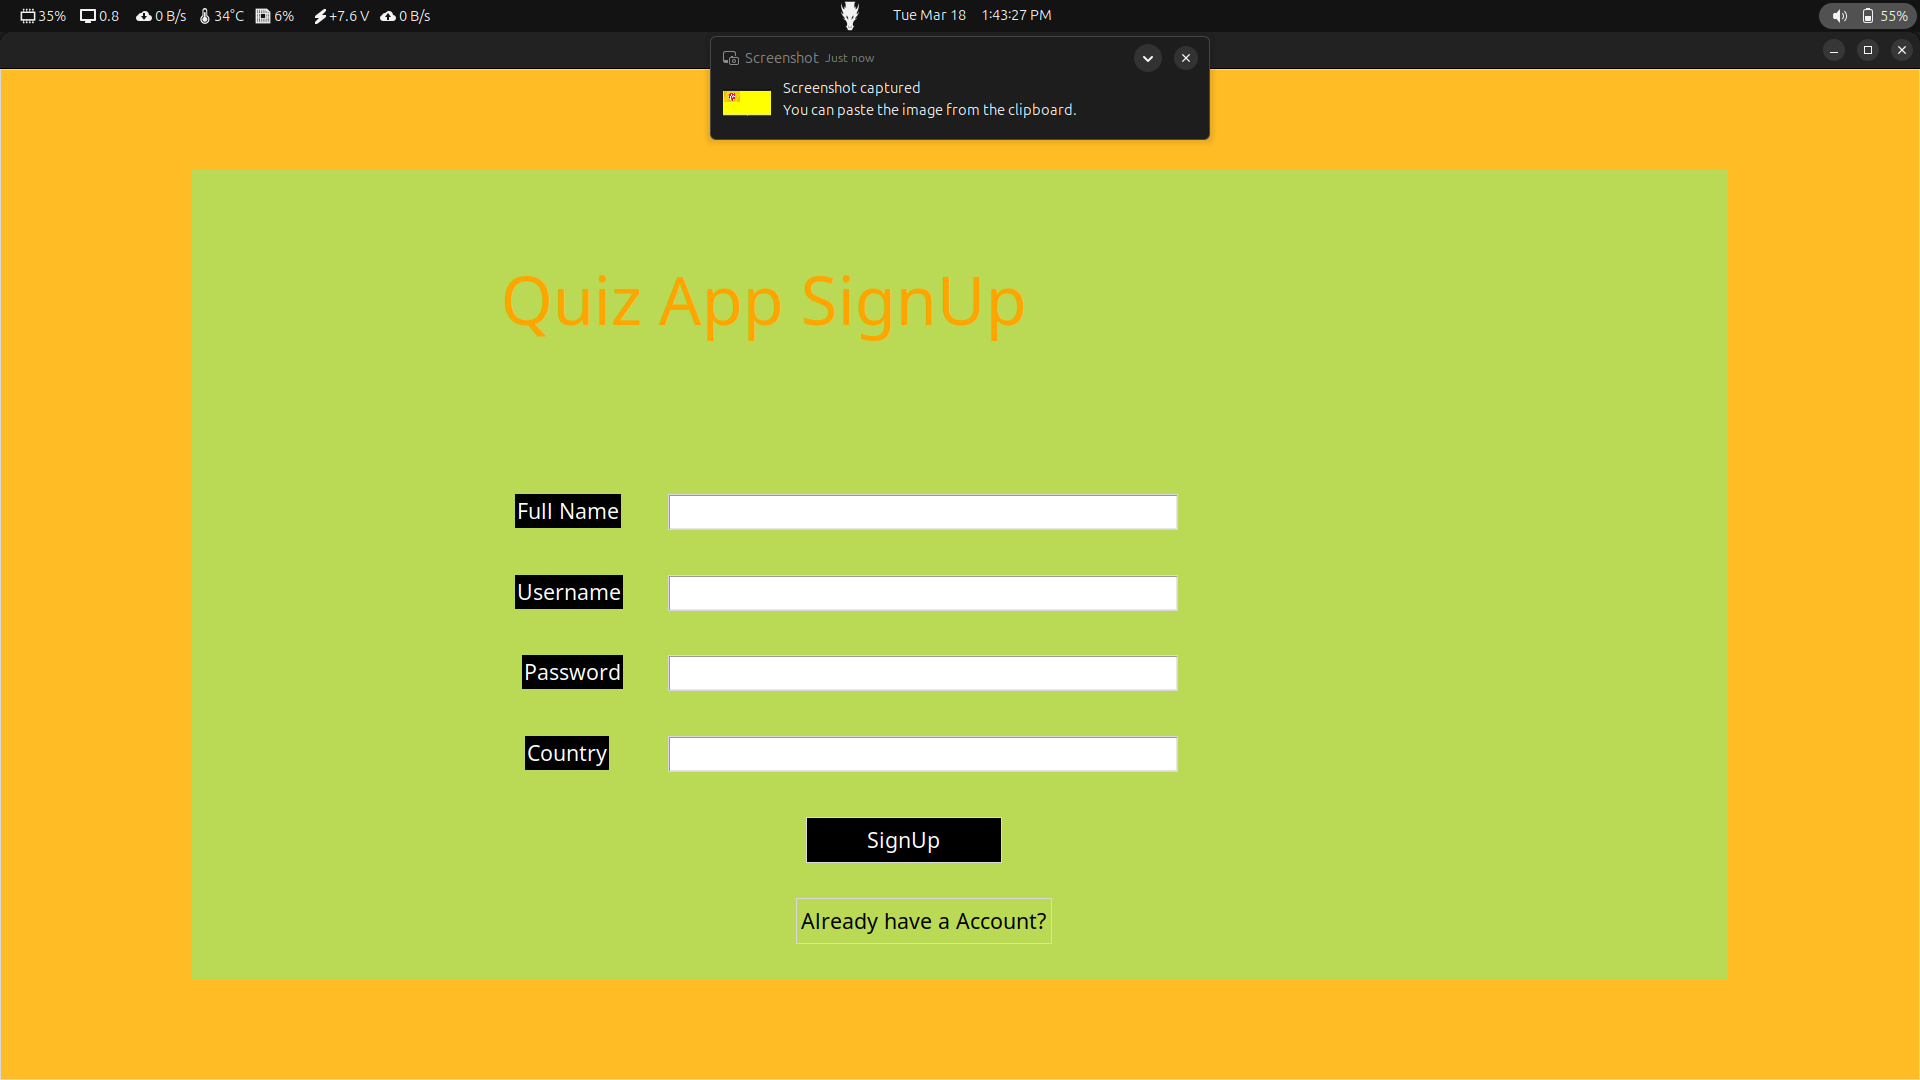 35% 0.8 0 B/s 34°C 6% +7.6 V 0 B/s Tue Mar 18 1:43:27 PM 55%
Screenshot Just now
Screenshot captured
You can paste the image from the clipboard.
Quiz App SignUp
Full Name
Username
Password
Country
SignUp
Already have a Account?